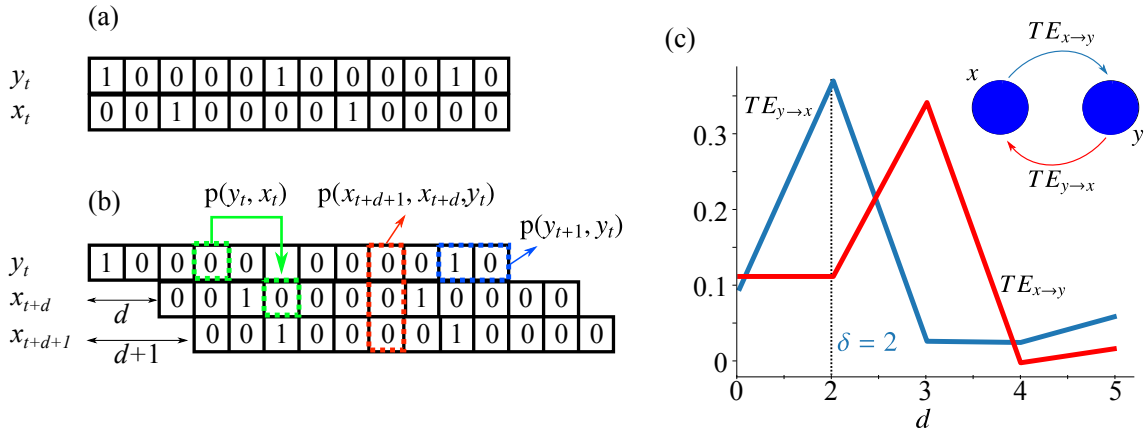 (a)
y_t 1 0 0 0 0 1 0 0 0 0 1 0
x_t 0 0 1 0 0 0 0 1 0 0 0 0
(b)
p(y_t, x_t)
p(x_{t+d+1}, x_{t+d}, y_t)
p(y_{t+1}, y_t)
y_t 1 0 0 0 0 0 0 0 0 1 0
x_{t+d} d 0 0 1 0 0 0 0 1 0 0 0 0
x_{t+d+1} d+1 0 0 1 0 0 0 0 1 0 0 0 0
(c)
TE_{x→y}
x
y
TE_{y→x}
TE_{y→x}
TE_{x→y}
δ = 2
0.3
0.2
0.1
0
0 2 3 4 5
d